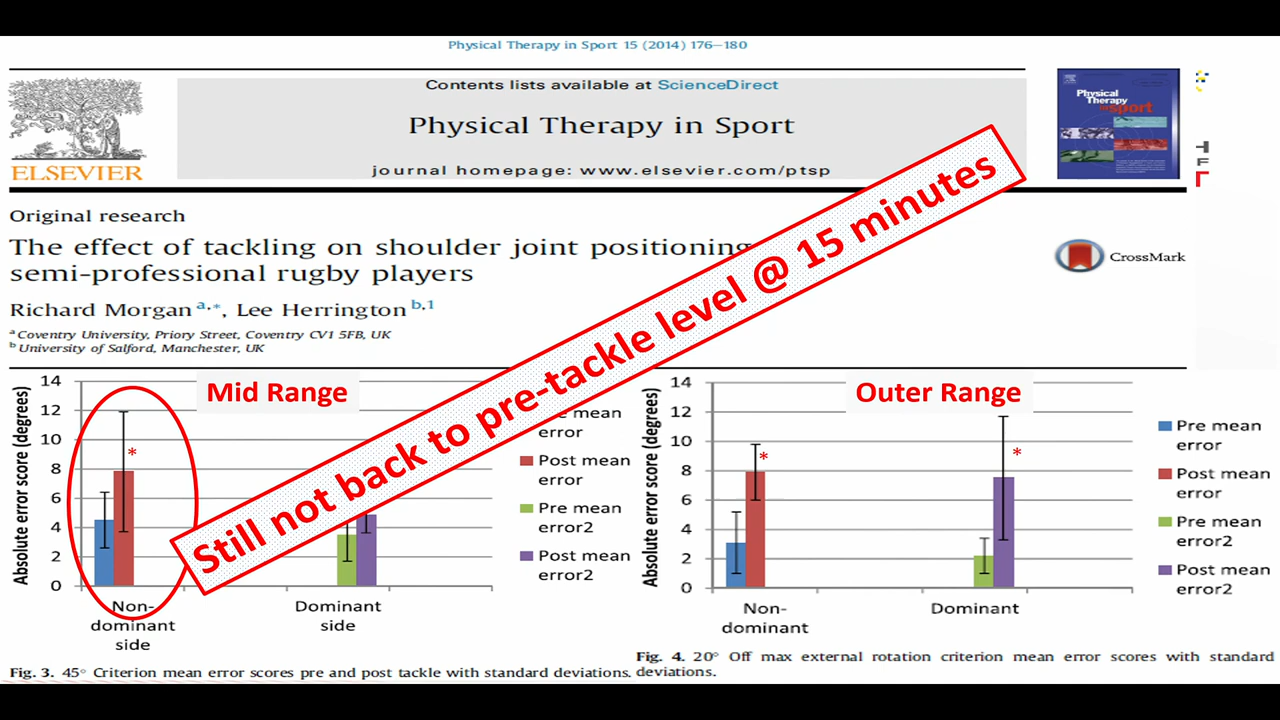 Physical Therapy in Sport 15 (2014) 176–180
Contents lists available at ScienceDirect
Physical Therapy in Sport
journal homepage: www.elsevier.com/ptsp
ELSEVIER
Physical Therapy in Sport
Original research
The effect of tackling on shoulder joint positioning
semi-professional rugby players
Richard Morgan a,*, Lee Herrington b,1
a Coventry University, Priory Street, Coventry CV1 5FB, UK
b University of Salford, Manchester, UK
CrossMark
Still not back to pre-tackle level @ 15 minutes
Mid Range
Absolute error score (degrees)
14
12
10
8
6
4
2
0
*
Non-
dominant
side
Dominant
side
mean
error
Post mean
error
Pre mean
error2
Post mean
error2
Fig. 3. 45° Criterion mean error scores pre and post tackle with standard deviations.
Outer Range
Absolute error score (degrees)
14
12
10
8
6
4
2
0
*
*
Non-
dominant
Dominant
Pre mean
error
Post mean
error
Pre mean
error2
Post mean
error2
Fig. 4. 20° Off max external rotation criterion mean error scores with standard
deviations.